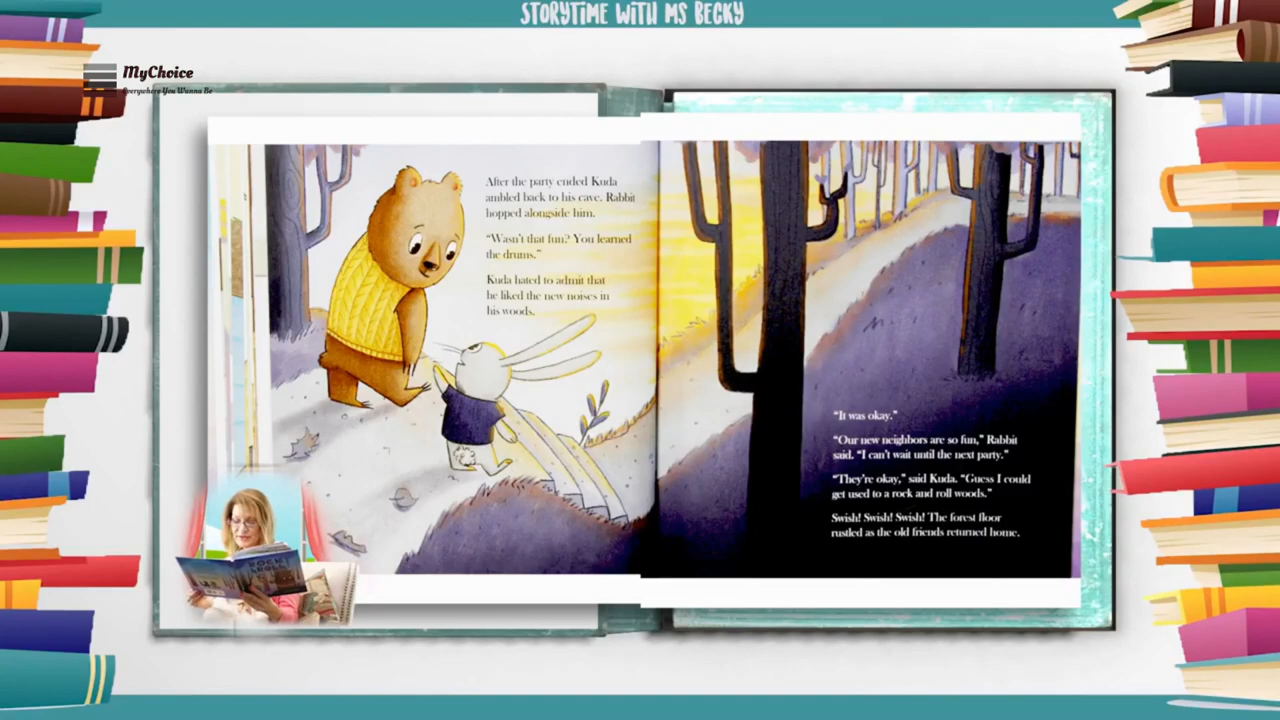 STORYTIME WITH MS BECKY
MyChoice
Everywhere You Wanna Be
After the party ended Kuda
ambled back to his cave. Rabbit
hopped alongside him.
“Wasn’t that fun? You learned
the drums.”
Kuda hated to admit that
he liked the new noises in
his woods.
“It was okay.”
“Our new neighbors are so fun,” Rabbit
said. “I can’t wait until the next party.”
“They’re okay,” said Kuda. “Guess I could
get used to a rock and roll woods.”
Swish! Swish! Swish! The forest floor
rustled as the old friends returned home.
ROCK